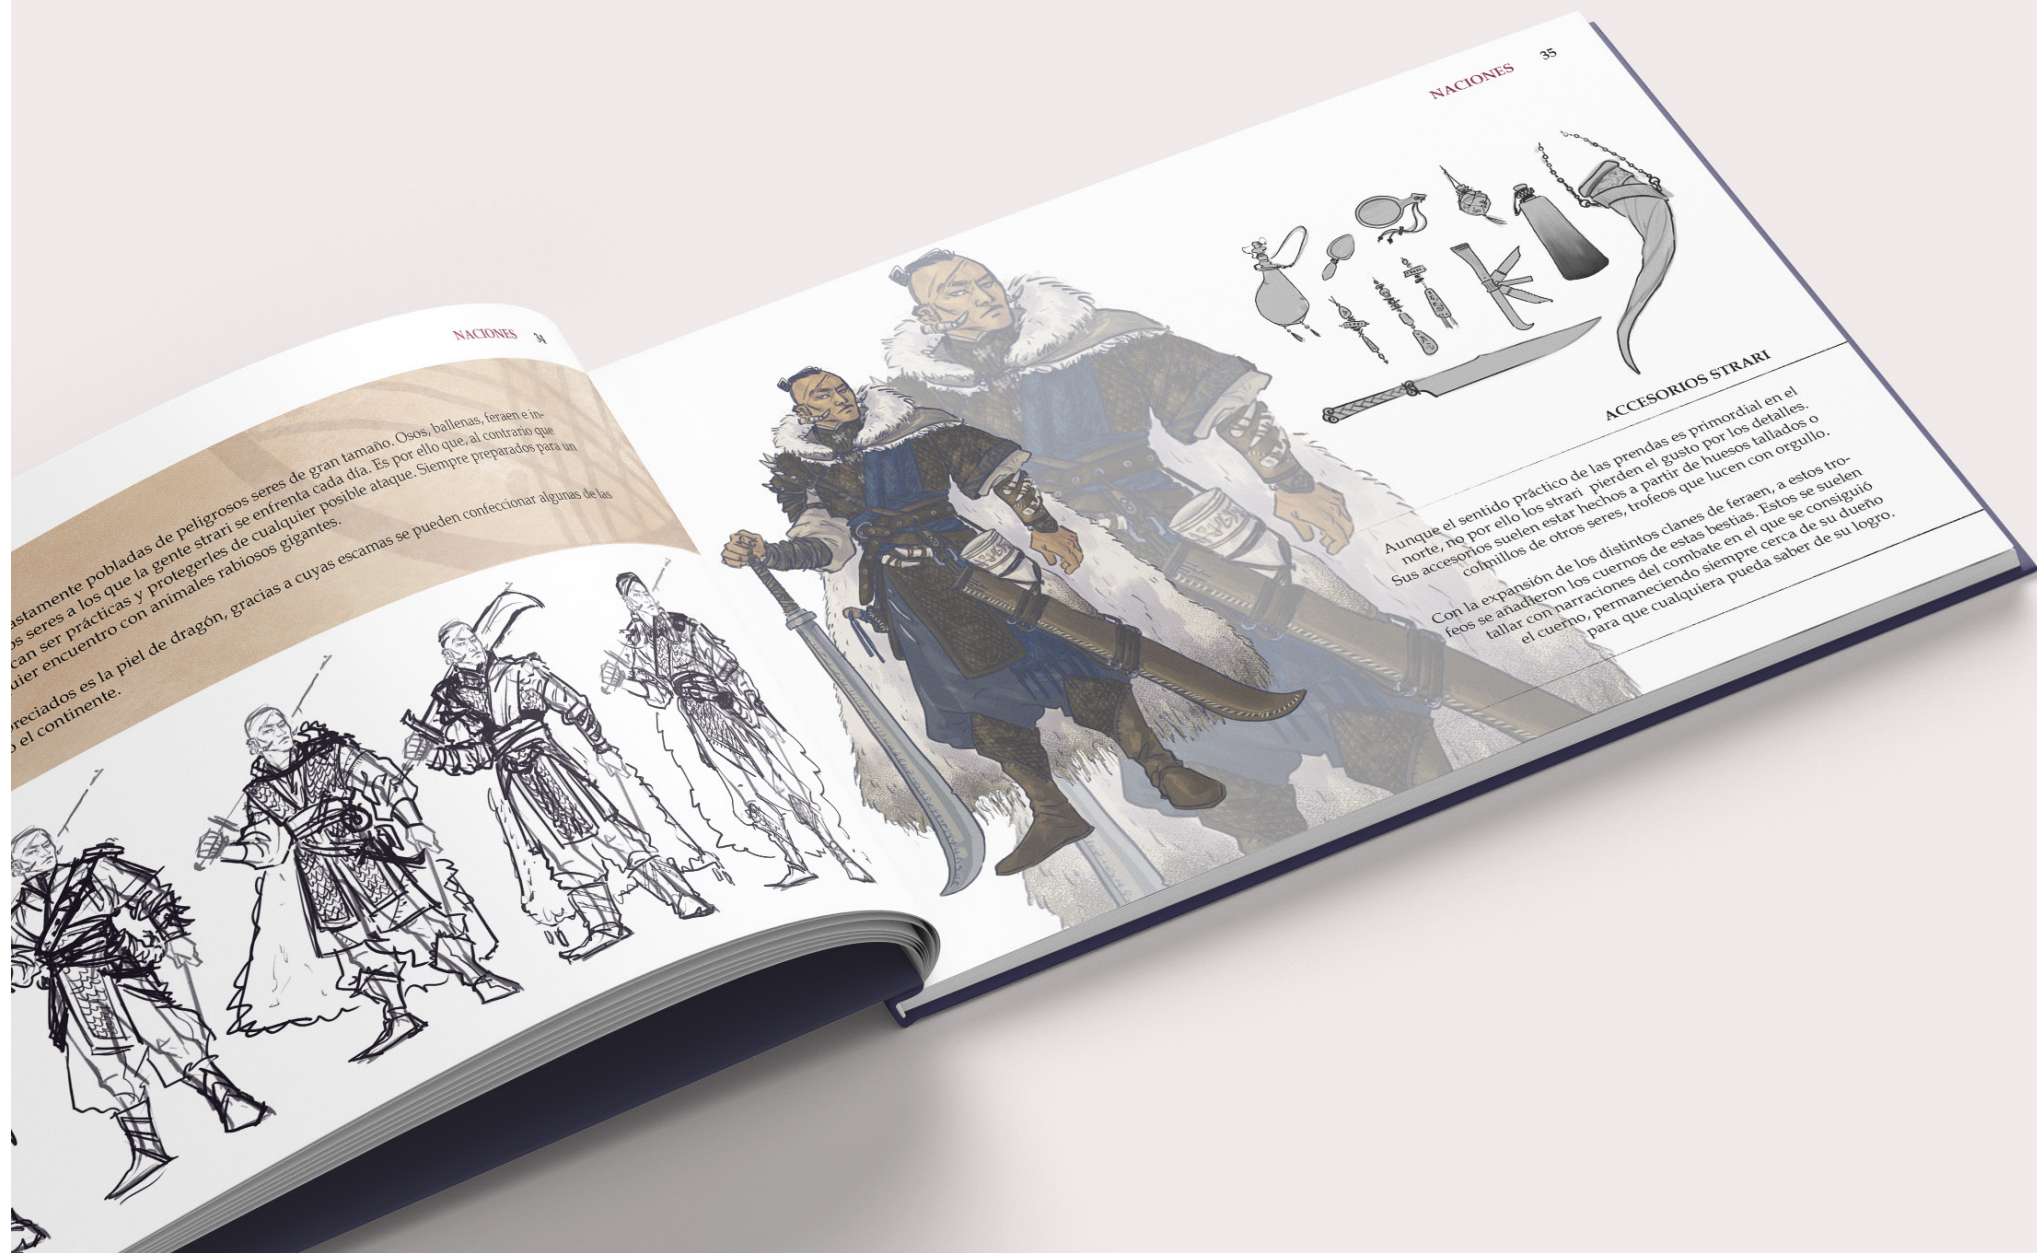 NACIONES 34
astamente pobladas de peligrosos seres de gran tamaño. Osos, ballenas, feraen e in-
os seres a los que la gente strari se enfrenta cada día. Es por ello que, al contrario que
can ser prácticas y protegerles de cualquier posible ataque. Siempre preparados para un
uier encuentro con animales rabiosos gigantes.
preciados es la piel de dragón, gracias a cuyas escamas se pueden confeccionar algunas de las
o el continente.
NACIONES 35
ACCESORIOS STRARI
Aunque el sentido práctico de las prendas es primordial en el
norte, no por ello los strari pierden el gusto por los detalles.
Sus accesorios suelen estar hechos a partir de huesos tallados o
colmillos de otros seres, trofeos que lucen con orgullo.
Con la expansión de los distintos clanes de feraen, a estos tro-
feos se añadieron los cuernos de estas bestias. Estos se suelen
tallar con narraciones del combate en el que se consiguió
el cuerno, permaneciendo siempre cerca de su dueño
para que cualquiera pueda saber de su logro.